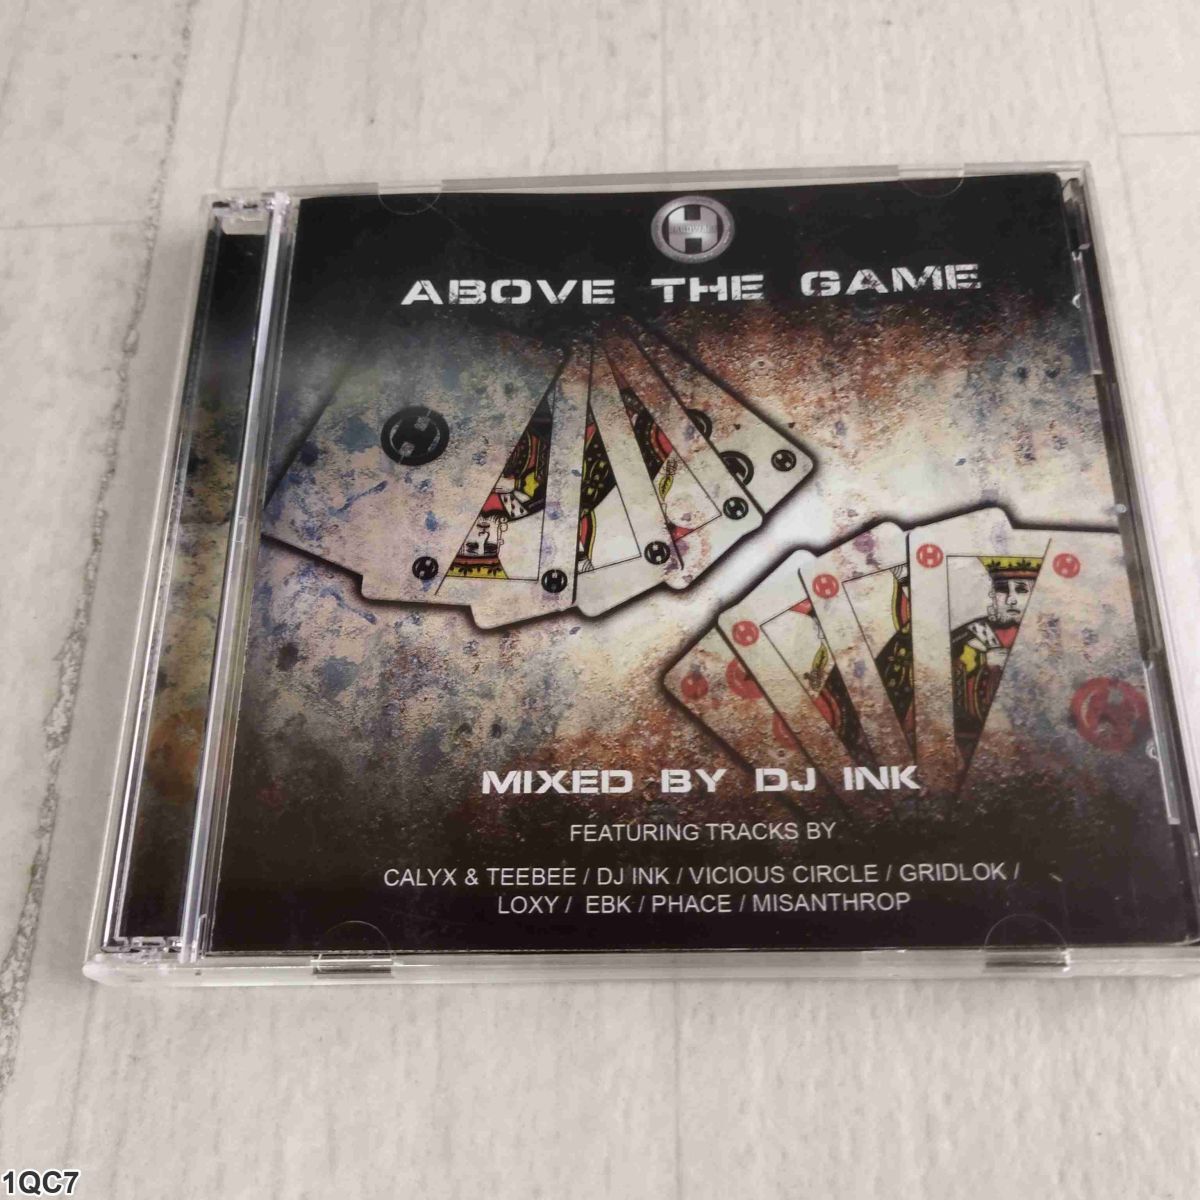 ABOVE THE GAME
MIXED BY DJ INK
FEATURING TRACKS BY
CALYX & TEEBEE / DJ INK / VICIOUS CIRCLE / GRIDLOK /
LOXY / EBK / PHACE / MISANTHROP
1QC7